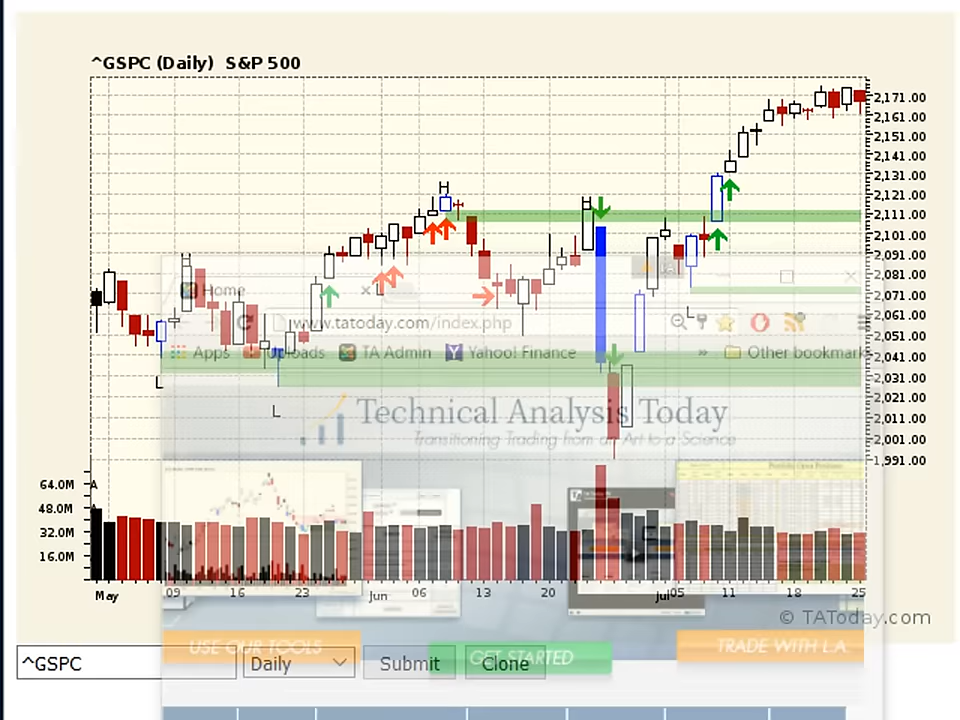 ^GSPC (Daily) S&P 500
2,171.00
2,161.00
2,151.00
2,141.00
2,131.00
2,121.00
2,111.00
2,101.00
2,091.00
2,081.00
2,071.00
2,061.00
2,051.00
2,041.00
2,031.00
2,021.00
2,011.00
2,001.00
1,991.00
H
H
H
L
L
L
L
Home
www.tatoday.com/index.php
Apps Uploads TA Admin Yahoo! Finance » Other bookmark
Technical Analysis Today
Transitioning Trading from an Art to a Science
64.0M
48.0M
32.0M
16.0M
A
A
May 09 16 23 Jun 06 13 20 Jul 05 11 18 25
© TAToday.com
USE OUR TOOLS GET STARTED TRADE WITH L.A.
^GSPC Daily Submit Clone